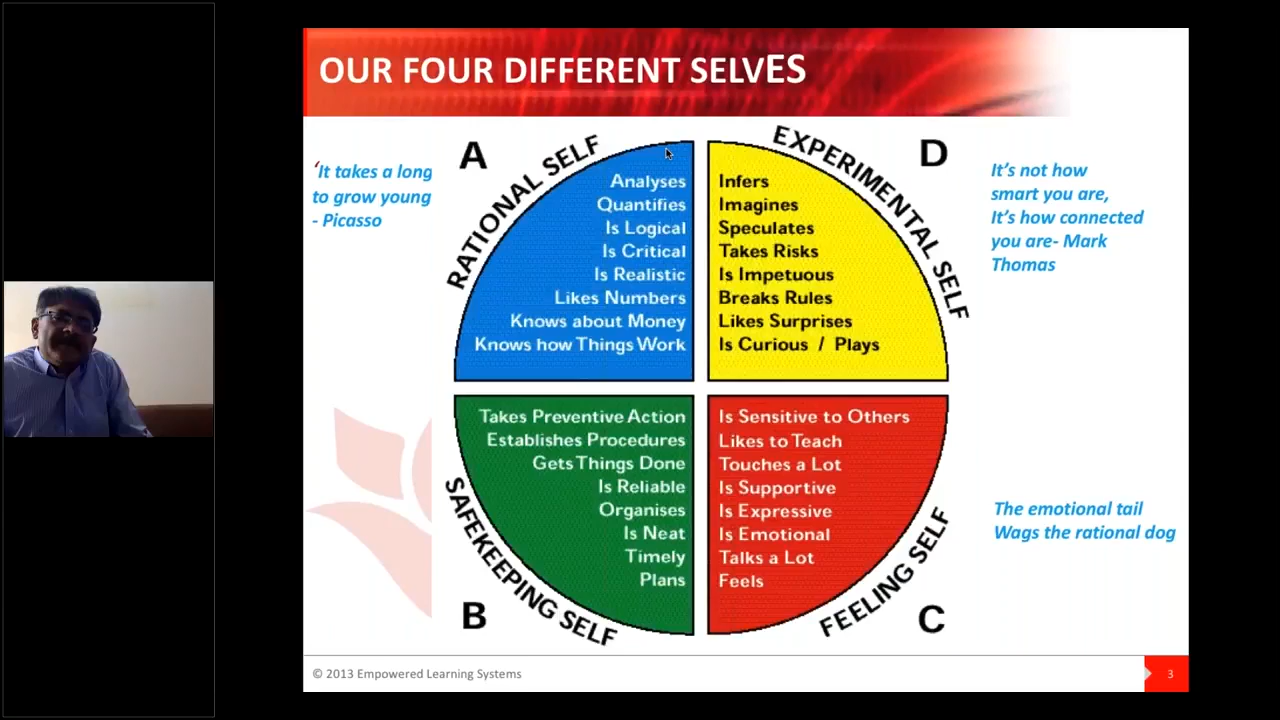 OUR FOUR DIFFERENT SELVES
‘It takes a long
to grow young
- Picasso
A
RATIONAL SELF
Analyses
Quantifies
Is Logical
Is Critical
Is Realistic
Likes Numbers
Knows about Money
Knows how Things Work
D
EXPERIMENTAL SELF
Infers
Imagines
Speculates
Takes Risks
Is Impetuous
Breaks Rules
Likes Surprises
Is Curious / Plays
It’s not how
smart you are,
It’s how connected
you are- Mark
Thomas
B
SAFEKEEPING SELF
Takes Preventive Action
Establishes Procedures
Gets Things Done
Is Reliable
Organises
Is Neat
Timely
Plans
C
FEELING SELF
Is Sensitive to Others
Likes to Teach
Touches a Lot
Is Supportive
Is Expressive
Is Emotional
Talks a Lot
Feels
The emotional tail
Wags the rational dog
© 2013 Empowered Learning Systems
3